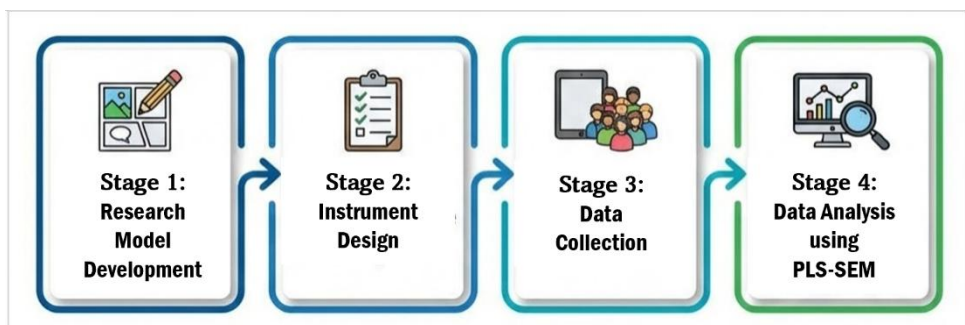 Stage 1:
Research
Model
Development
Stage 2:
Instrument
Design
Stage 3:
Data
Collection
Stage 4:
Data Analysis
using
PLS-SEM